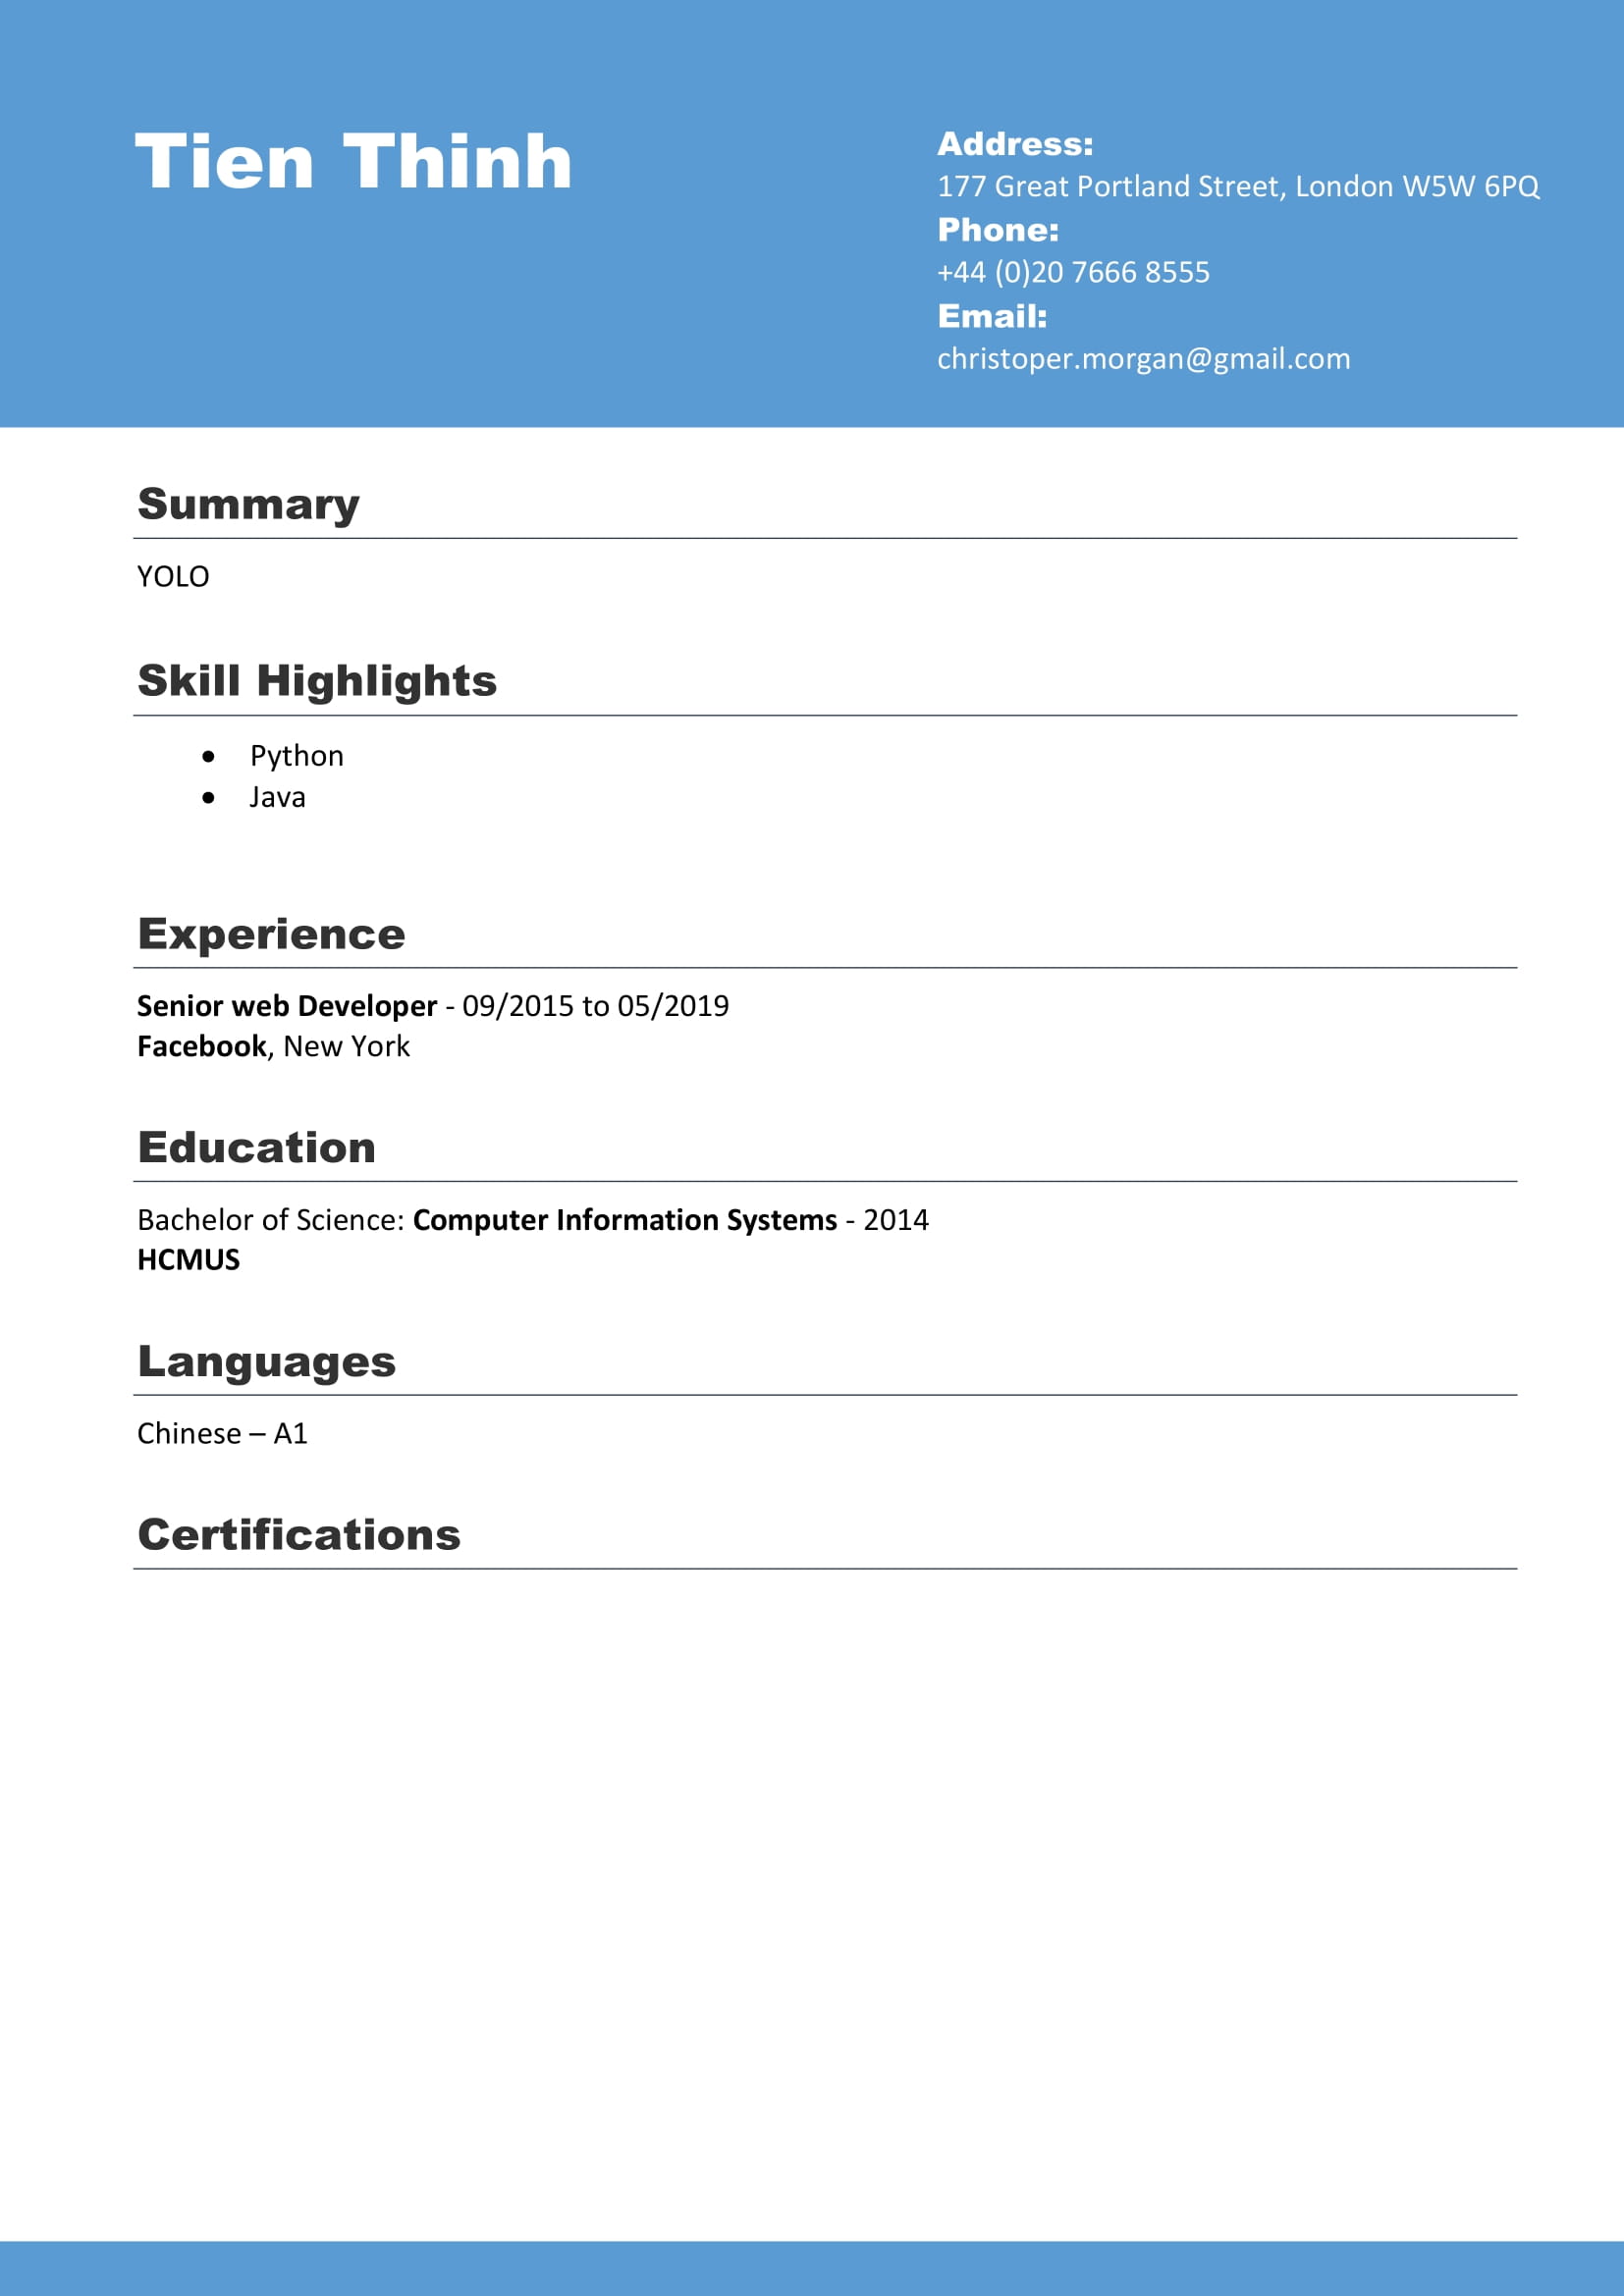 Tien Thinh
Address:
177 Great Portland Street, London W5W 6PQ
Phone:
+44 (0)20 7666 8555
Email:
christoper.morgan@gmail.com
Summary
YOLO
Skill Highlights
• Python
• Java
Experience
Senior web Developer - 09/2015 to 05/2019
Facebook, New York
Education
Bachelor of Science: Computer Information Systems - 2014
HCMUS
Languages
Chinese – A1
Certifications